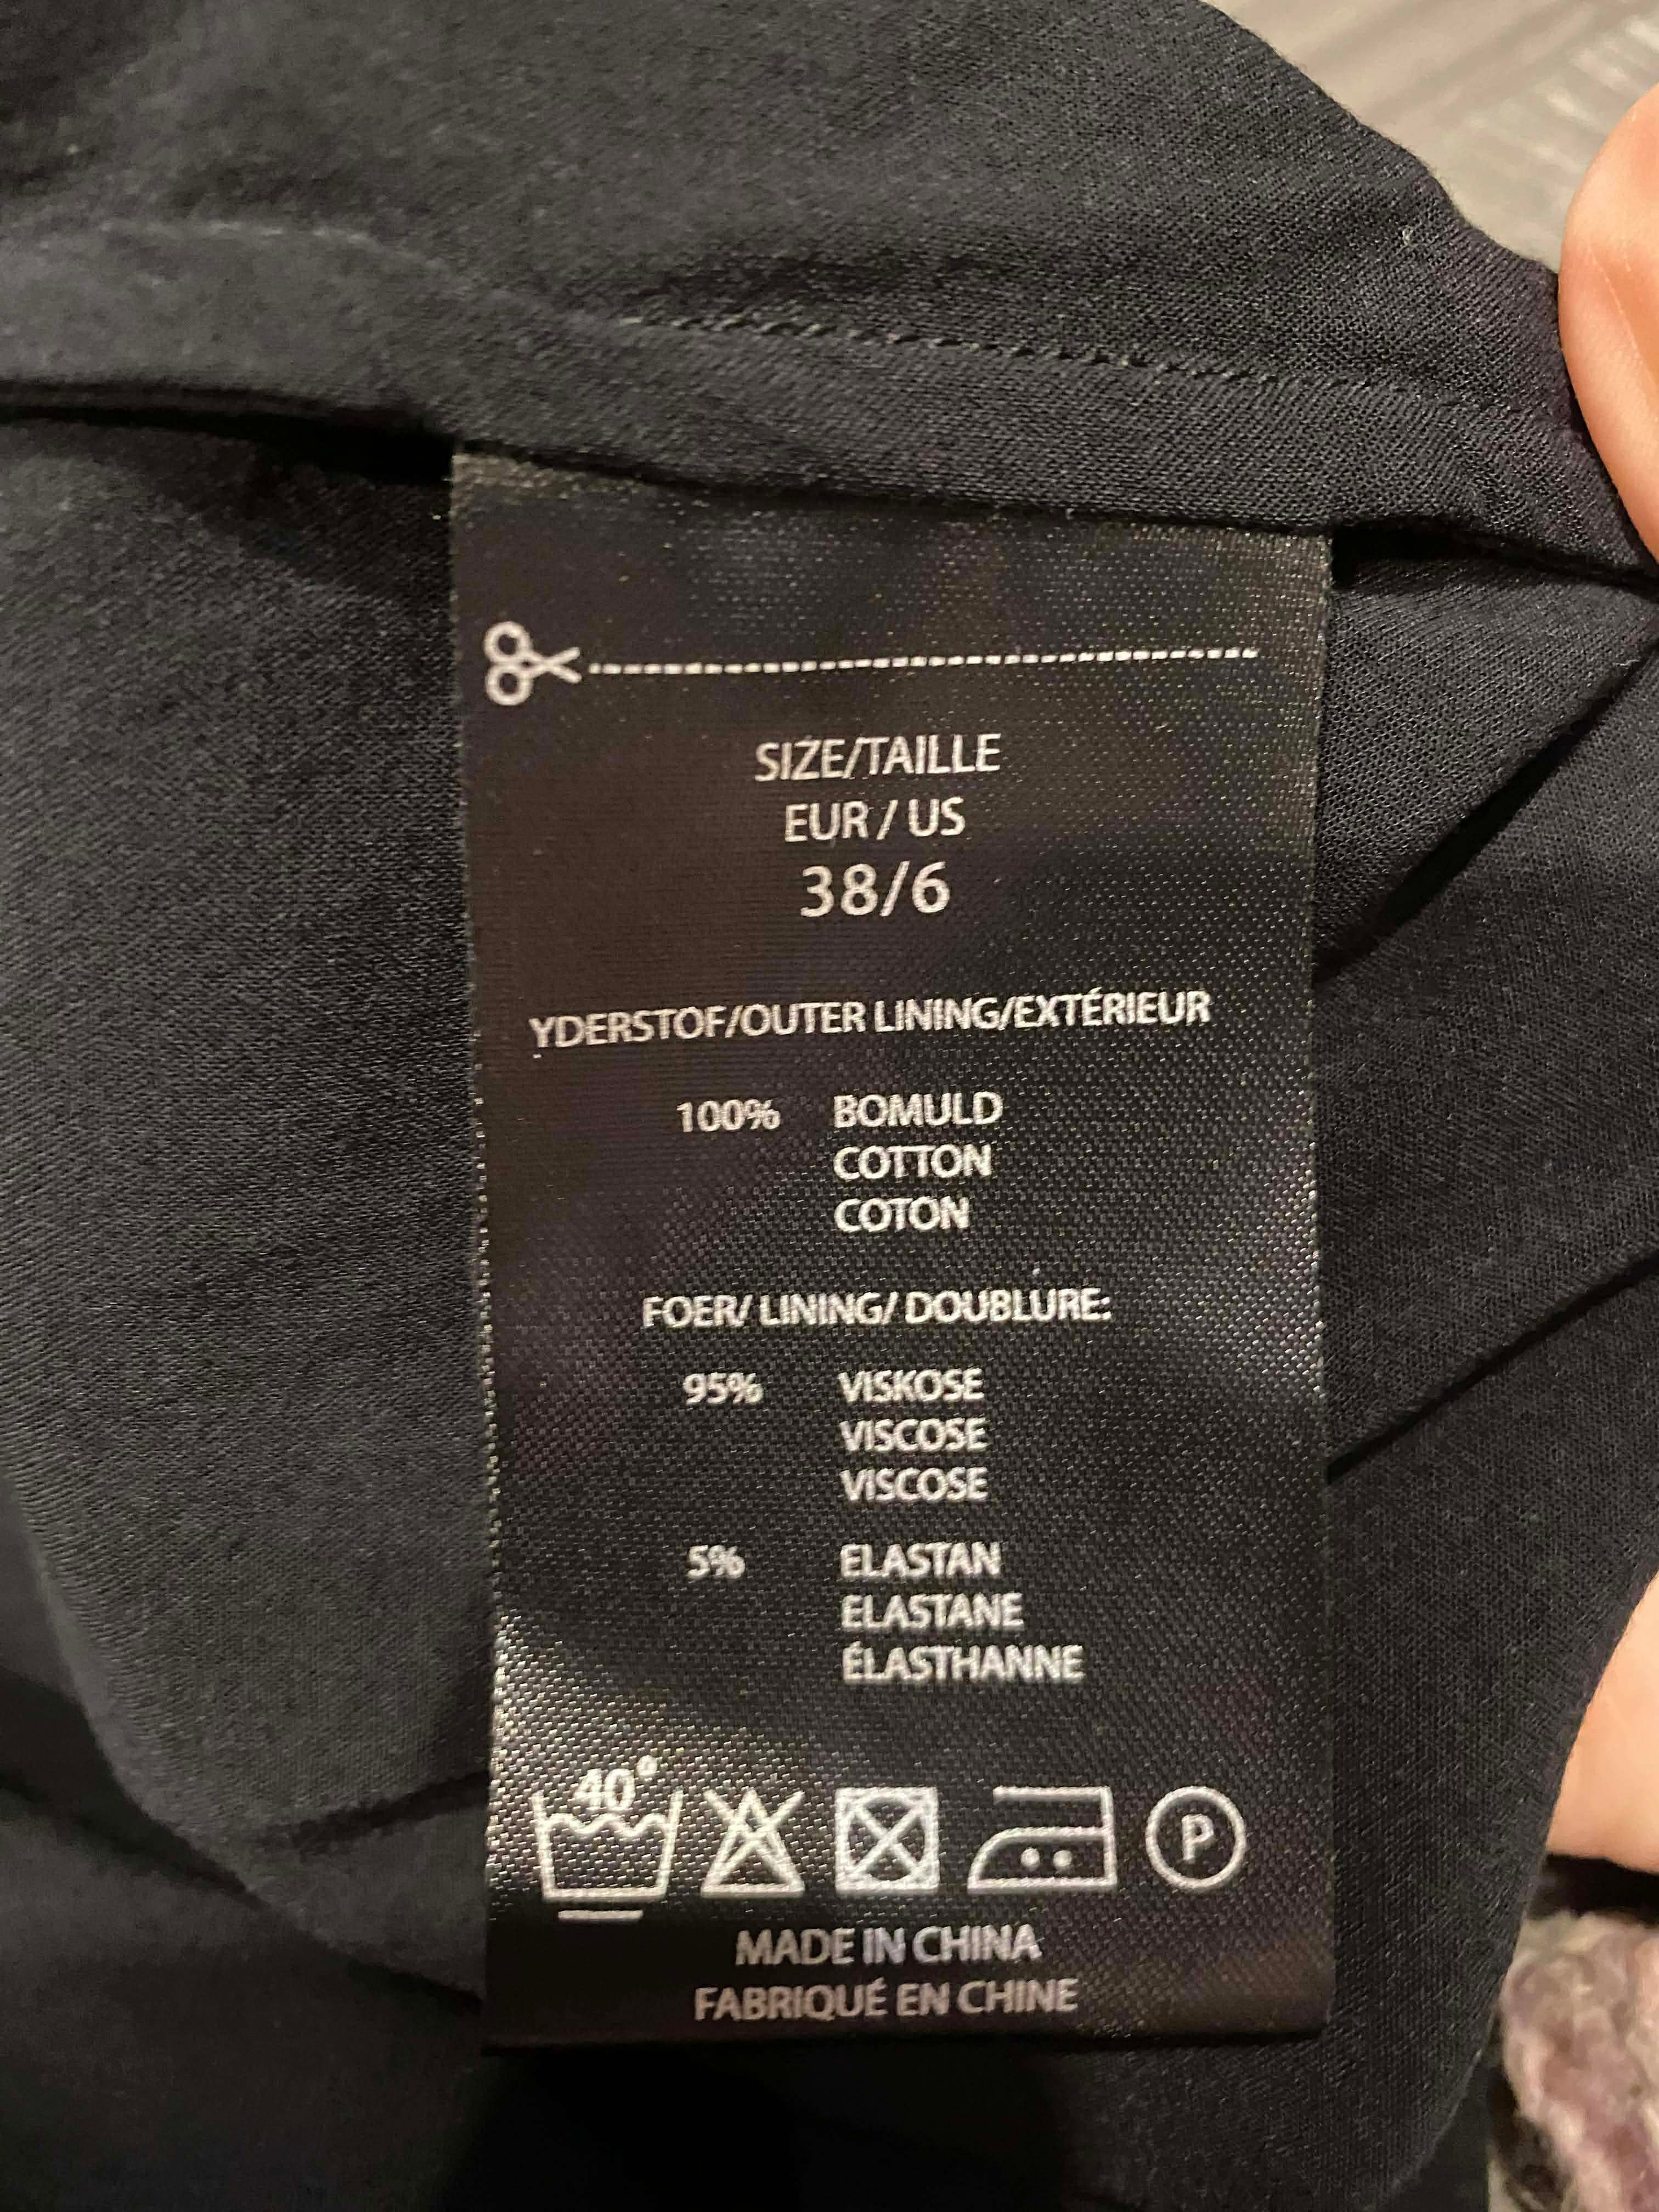 SIZE/TAILLE
EUR / US
38/6
YDERSTOF/OUTER LINING/EXTÉRIEUR
100% BOMULD
COTTON
COTON
FOER/ LINING/ DOUBLURE:
95% VISKOSE
VISCOSE
VISCOSE
5% ELASTAN
ELASTANE
ÉLASTHANNE
40° P
MADE IN CHINA
FABRIQUÉ EN CHINE